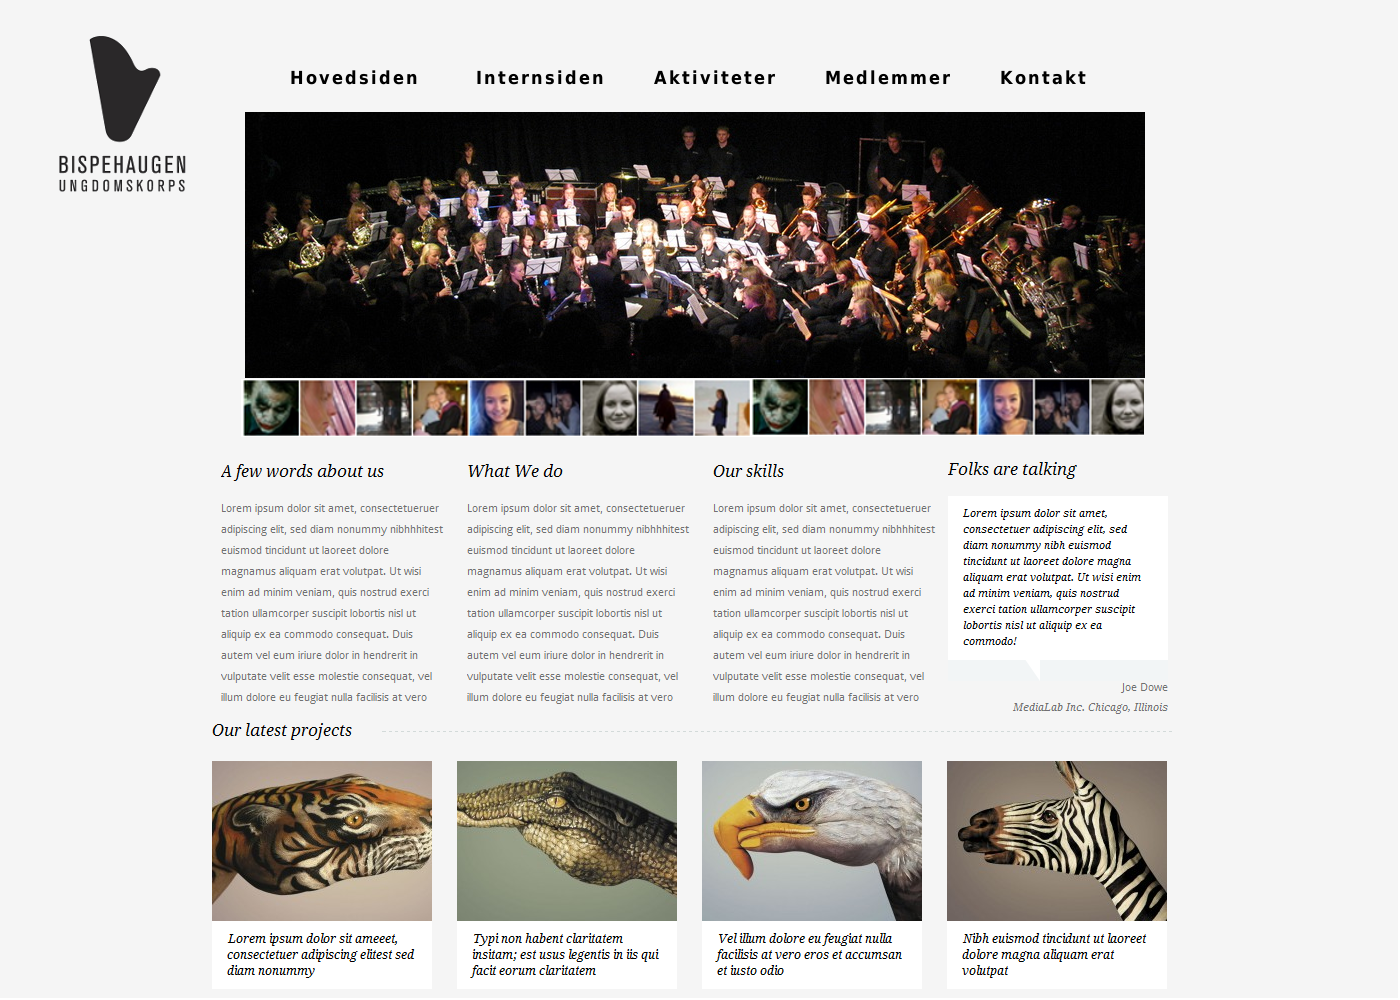 BISPEHAUGEN
UNGDOMSKORPS
Hovedsiden Internsiden Aktiviteter Medlemmer Kontakt
A few words about us
Lorem ipsum dolor sit amet, consectetueruer
adipiscing elit, sed diam nonummy nibhhhitest
euismod tincidunt ut laoreet dolore
magnamus aliquam erat volutpat. Ut wisi
enim ad minim veniam, quis nostrud exerci
tation ullamcorper suscipit lobortis nisl ut
aliquip ex ea commodo consequat. Duis
autem vel eum iriure dolor in hendrerit in
vulputate velit esse molestie consequat, vel
illum dolore eu feugiat nulla facilisis at vero
What We do
Lorem ipsum dolor sit amet, consectetueruer
adipiscing elit, sed diam nonummy nibhhhitest
euismod tincidunt ut laoreet dolore
magnamus aliquam erat volutpat. Ut wisi
enim ad minim veniam, quis nostrud exerci
tation ullamcorper suscipit lobortis nisl ut
aliquip ex ea commodo consequat. Duis
autem vel eum iriure dolor in hendrerit in
vulputate velit esse molestie consequat, vel
illum dolore eu feugiat nulla facilisis at vero
Our skills
Lorem ipsum dolor sit amet, consectetueruer
adipiscing elit, sed diam nonummy nibhhhitest
euismod tincidunt ut laoreet dolore
magnamus aliquam erat volutpat. Ut wisi
enim ad minim veniam, quis nostrud exerci
tation ullamcorper suscipit lobortis nisl ut
aliquip ex ea commodo consequat. Duis
autem vel eum iriure dolor in hendrerit in
vulputate velit esse molestie consequat, vel
illum dolore eu feugiat nulla facilisis at vero
Folks are talking
Lorem ipsum dolor sit amet,
consectetuer adipiscing elit, sed
diam nonummy nibh euismod
tincidunt ut laoreet dolore magna
aliquam erat volutpat. Ut wisi enim
ad minim veniam, quis nostrud
exerci tation ullamcorper suscipit
lobortis nisl ut aliquip ex ea
commodo!
Joe Dowe
MediaLab Inc. Chicago, Illinois
Our latest projects
Lorem ipsum dolor sit ameeet,
consectetuer adipiscing elitest sed
diam nonummy
Typi non habent claritatem
insitam; est usus legentis in iis qui
facit eorum claritatem
Vel illum dolore eu feugiat nulla
facilisis at vero eros et accumsan
et iusto odio
Nibh euismod tincidunt ut laoreet
dolore magna aliquam erat
volutpat